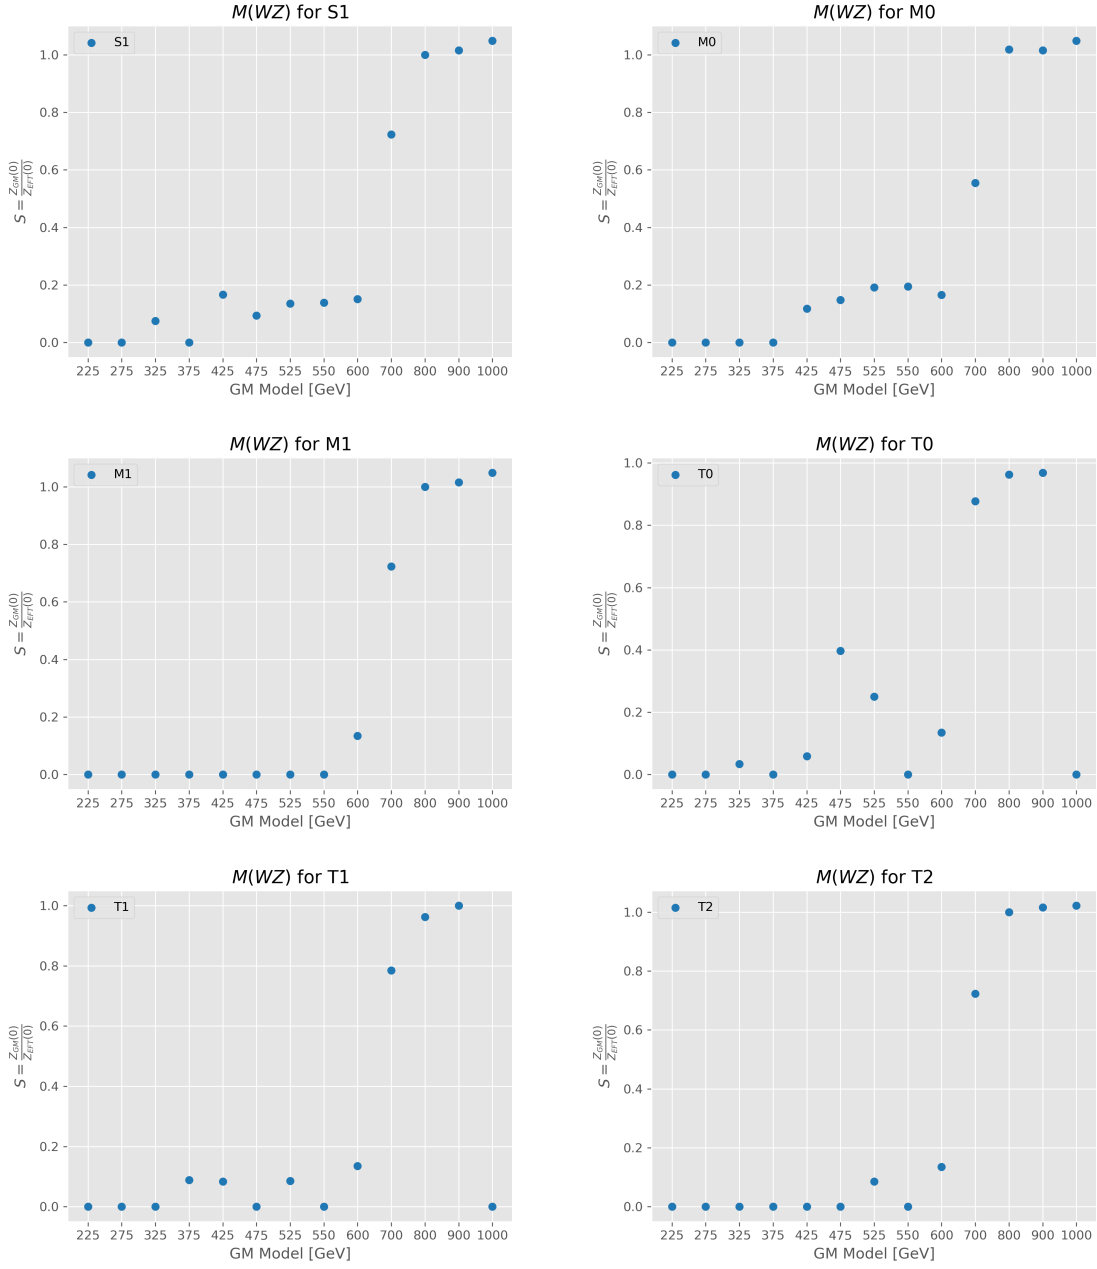 M(WZ) for S1
S1
1.0
0.8
0.6
0.4
0.2
0.0
S = Z_GM(0) / Z_EFT(0)
225 275 325 375 425 475 525 550 600 700 800 900 1000
GM Model [GeV]
M(WZ) for M0
M0
1.0
0.8
0.6
0.4
0.2
0.0
S = Z_GM(0) / Z_EFT(0)
225 275 325 375 425 475 525 550 600 700 800 900 1000
GM Model [GeV]
M(WZ) for M1
M1
1.0
0.8
0.6
0.4
0.2
0.0
S = Z_GM(0) / Z_EFT(0)
225 275 325 375 425 475 525 550 600 700 800 900 1000
GM Model [GeV]
M(WZ) for T0
T0
1.0
0.8
0.6
0.4
0.2
0.0
S = Z_GM(0) / Z_EFT(0)
225 275 325 375 425 475 525 550 600 700 800 900 1000
GM Model [GeV]
M(WZ) for T1
T1
1.0
0.8
0.6
0.4
0.2
0.0
S = Z_GM(0) / Z_EFT(0)
225 275 325 375 425 475 525 550 600 700 800 900 1000
GM Model [GeV]
M(WZ) for T2
T2
1.0
0.8
0.6
0.4
0.2
0.0
S = Z_GM(0) / Z_EFT(0)
225 275 325 375 425 475 525 550 600 700 800 900 1000
GM Model [GeV]